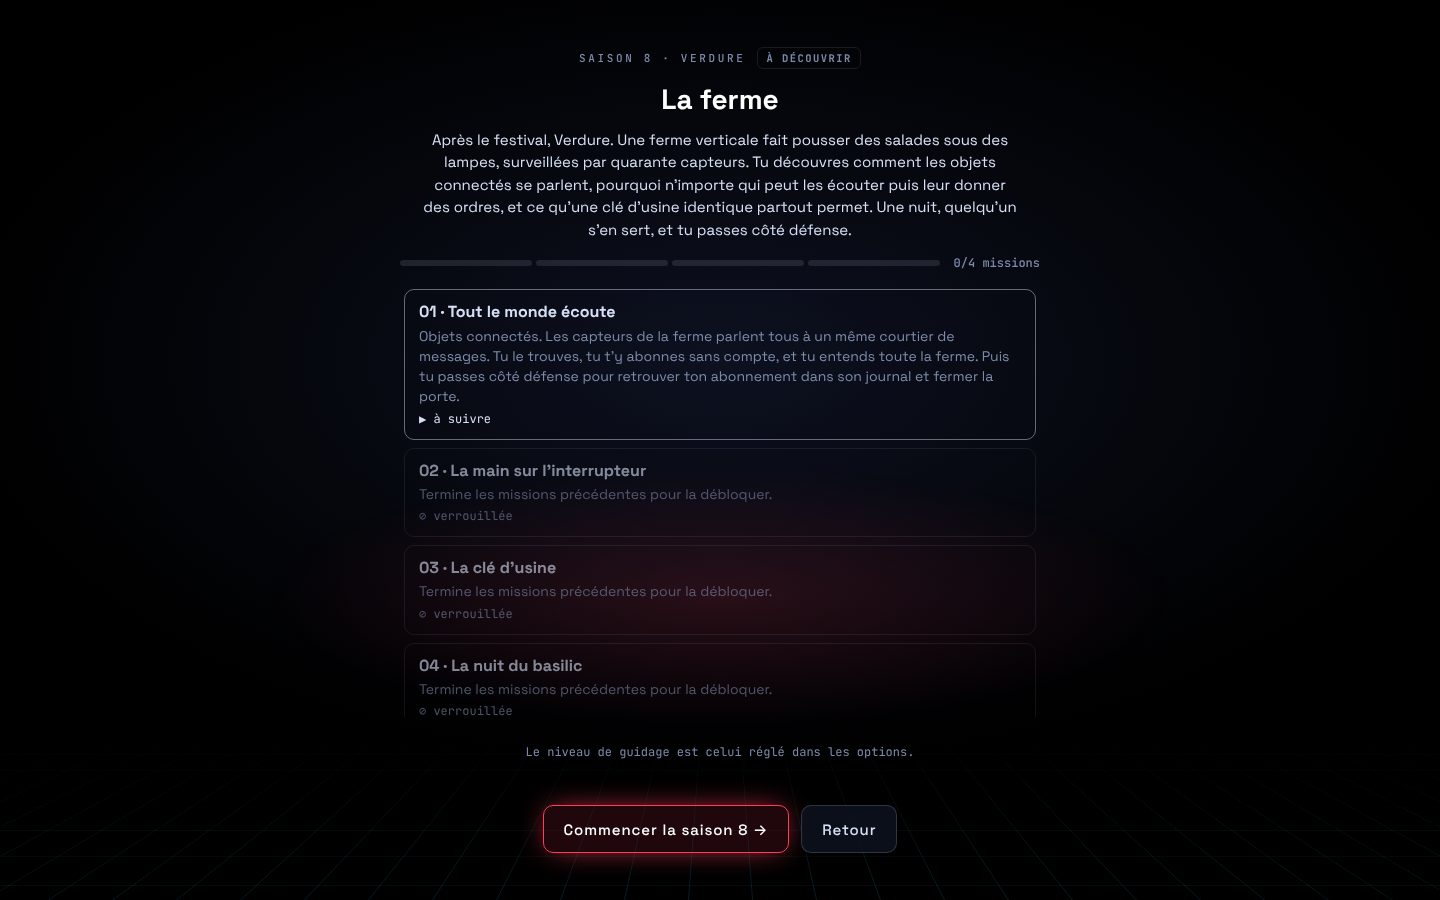 SAISON 8 · VERDURE À DÉCOUVRIR
La ferme
Après le festival, Verdure. Une ferme verticale fait pousser des salades sous des
lampes, surveillées par quarante capteurs. Tu découvres comment les objets
connectés se parlent, pourquoi n’importe qui peut les écouter puis leur donner
des ordres, et ce qu’une clé d’usine identique partout permet. Une nuit, quelqu’un
s’en sert, et tu passes côté défense.
0/4 missions
01 · Tout le monde écoute
Objets connectés. Les capteurs de la ferme parlent tous à un même courtier de
messages. Tu le trouves, tu t’y abonnes sans compte, et tu entends toute la ferme. Puis
tu passes côté défense pour retrouver ton abonnement dans son journal et fermer la
porte.
▶ à suivre
02 · La main sur l’interrupteur
Termine les missions précédentes pour la débloquer.
⊘ verrouillée
03 · La clé d’usine
Termine les missions précédentes pour la débloquer.
⊘ verrouillée
04 · La nuit du basilic
Termine les missions précédentes pour la débloquer.
⊘ verrouillée
Le niveau de guidage est celui réglé dans les options.
Commencer la saison 8 →
Retour